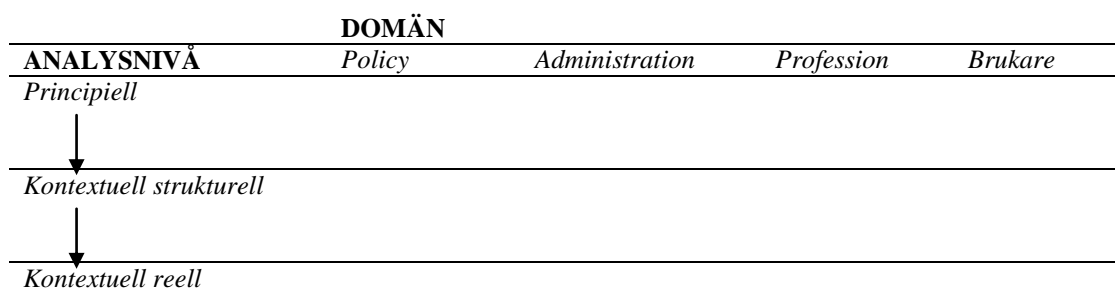 DOMÄN
ANALYSNIVÅ Policy Administration Profession Brukare
Principiell
Kontextuell strukturell
Kontextuell reell